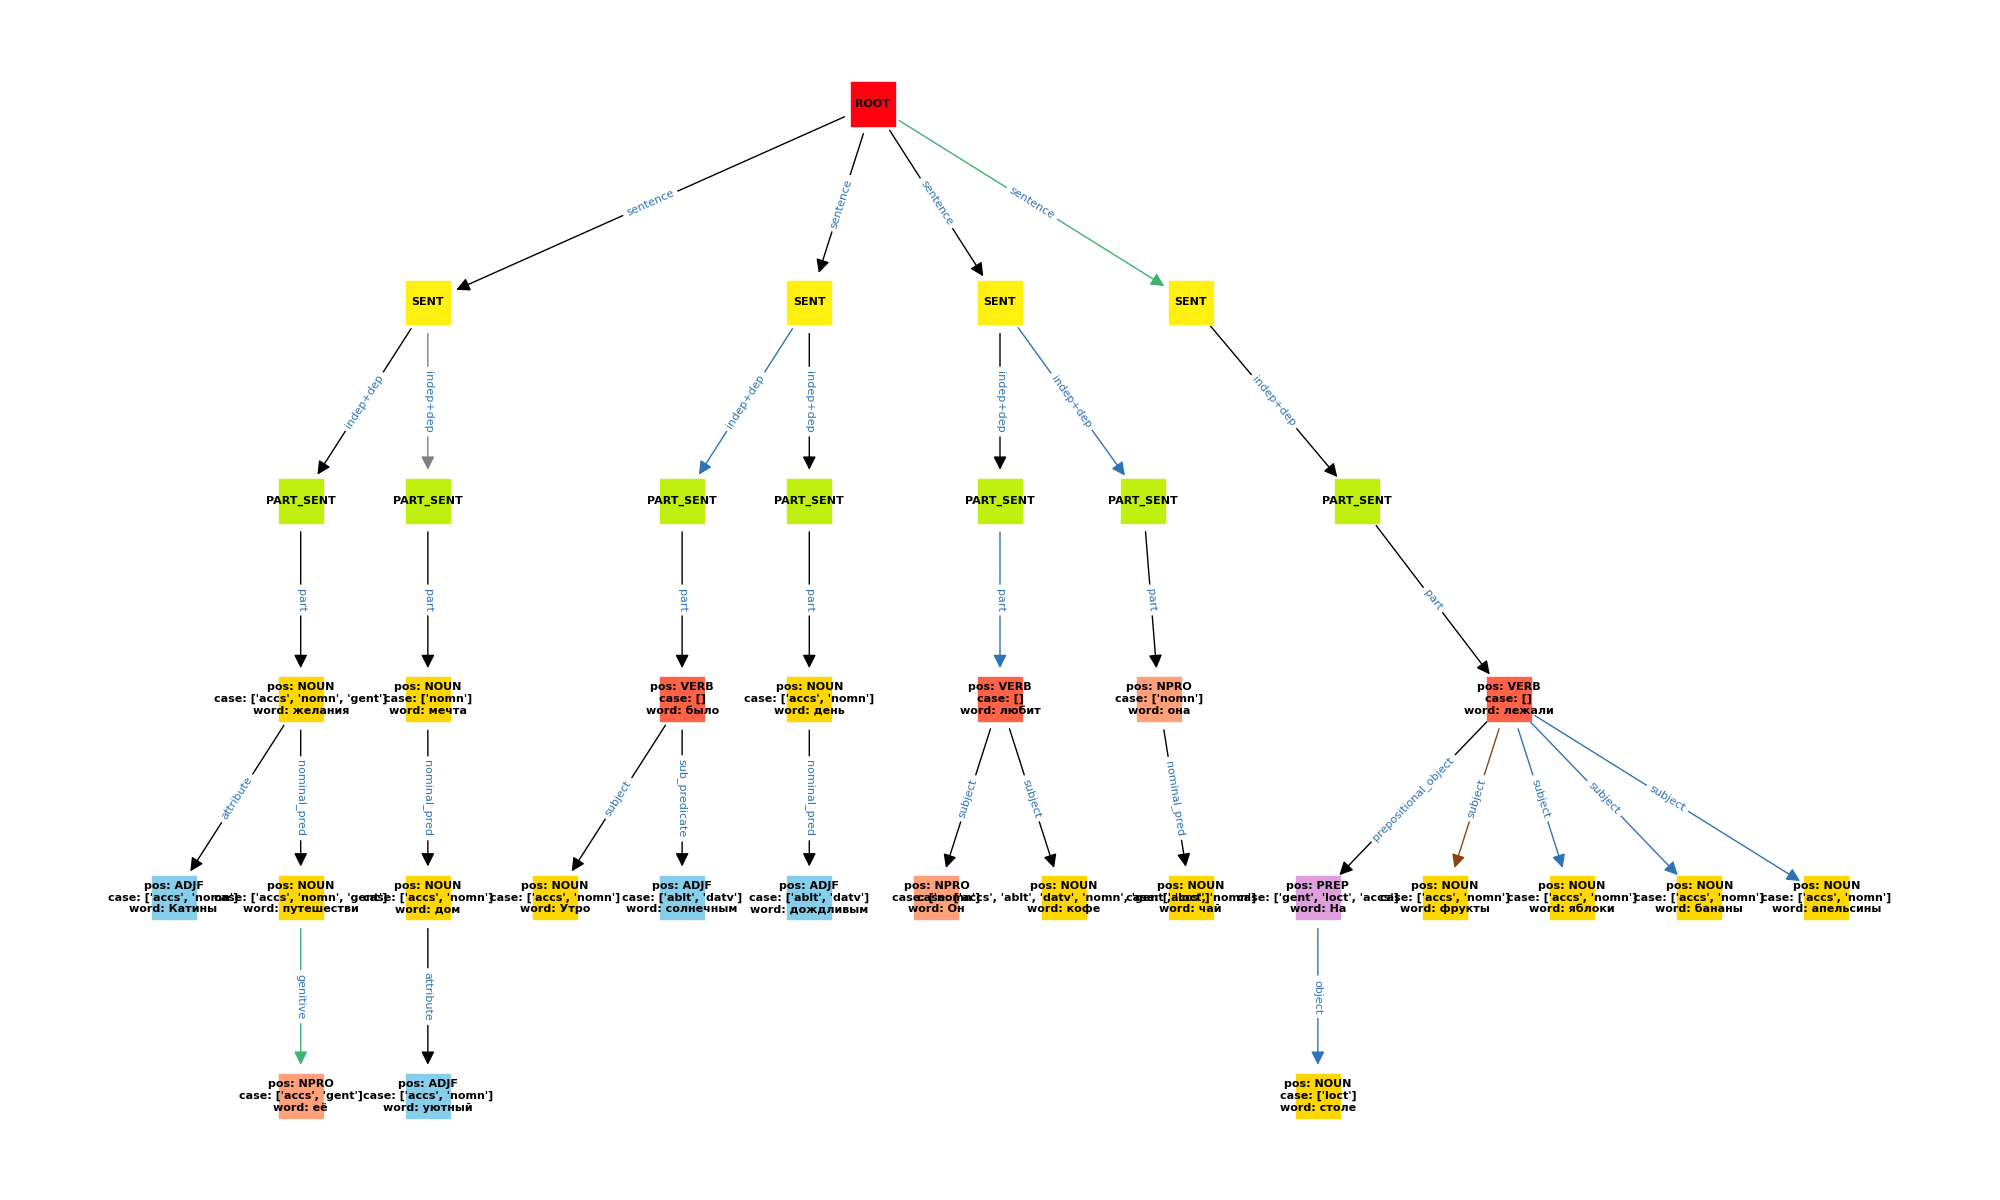 ROOT
sentence
sentence
sentence
sentence
SENT
SENT
SENT
SENT
indep+dep
indep+dep
indep+dep
indep+dep
indep+dep
indep+dep
indep+dep
PART_SENT
PART_SENT
PART_SENT
PART_SENT
PART_SENT
PART_SENT
PART_SENT
part
part
part
part
part
part
part
pos: NOUN
case: ['accs', 'nomn', 'gent']
word: желания
pos: NOUN
case: ['nomn']
word: мечта
pos: VERB
case: []
word: было
pos: NOUN
case: ['accs', 'nomn']
word: день
pos: VERB
case: []
word: любит
pos: NPRO
case: ['nomn']
word: она
pos: VERB
case: []
word: лежали
attribute
nominal_pred
nominal_pred
subject
sub_predicate
nominal_pred
subject
subject
nominal_pred
prepositional_object
subject
subject
subject
subject
pos: ADJF
case: ['accs', 'nomn']
word: Катины
pos: NOUN
case: ['accs', 'nomn', 'gent']
word: путешестви
pos: NOUN
case: ['accs', 'nomn']
word: дом
pos: NOUN
case: ['accs', 'nomn']
word: Утро
pos: ADJF
case: ['ablt', 'datv']
word: солнечным
pos: ADJF
case: ['ablt', 'datv']
word: дождливым
pos: NPRO
case: ['nomn']
word: Он
pos: NOUN
'ablt', 'datv', 'nomn',
word: кофе
pos: NOUN
word: чай
pos: PREP
case: ['gent', 'loct', 'accs']
word: На
pos: NOUN
case: ['accs', 'nomn']
word: фрукты
pos: NOUN
case: ['accs', 'nomn']
word: яблоки
pos: NOUN
case: ['accs', 'nomn']
word: бананы
pos: NOUN
case: ['accs', 'nomn']
word: апельсины
genitive
attribute
object
pos: NPRO
case: ['accs', 'gent']
word: её
pos: ADJF
case: ['accs', 'nomn']
word: уютный
pos: NOUN
case: ['loct']
word: столе